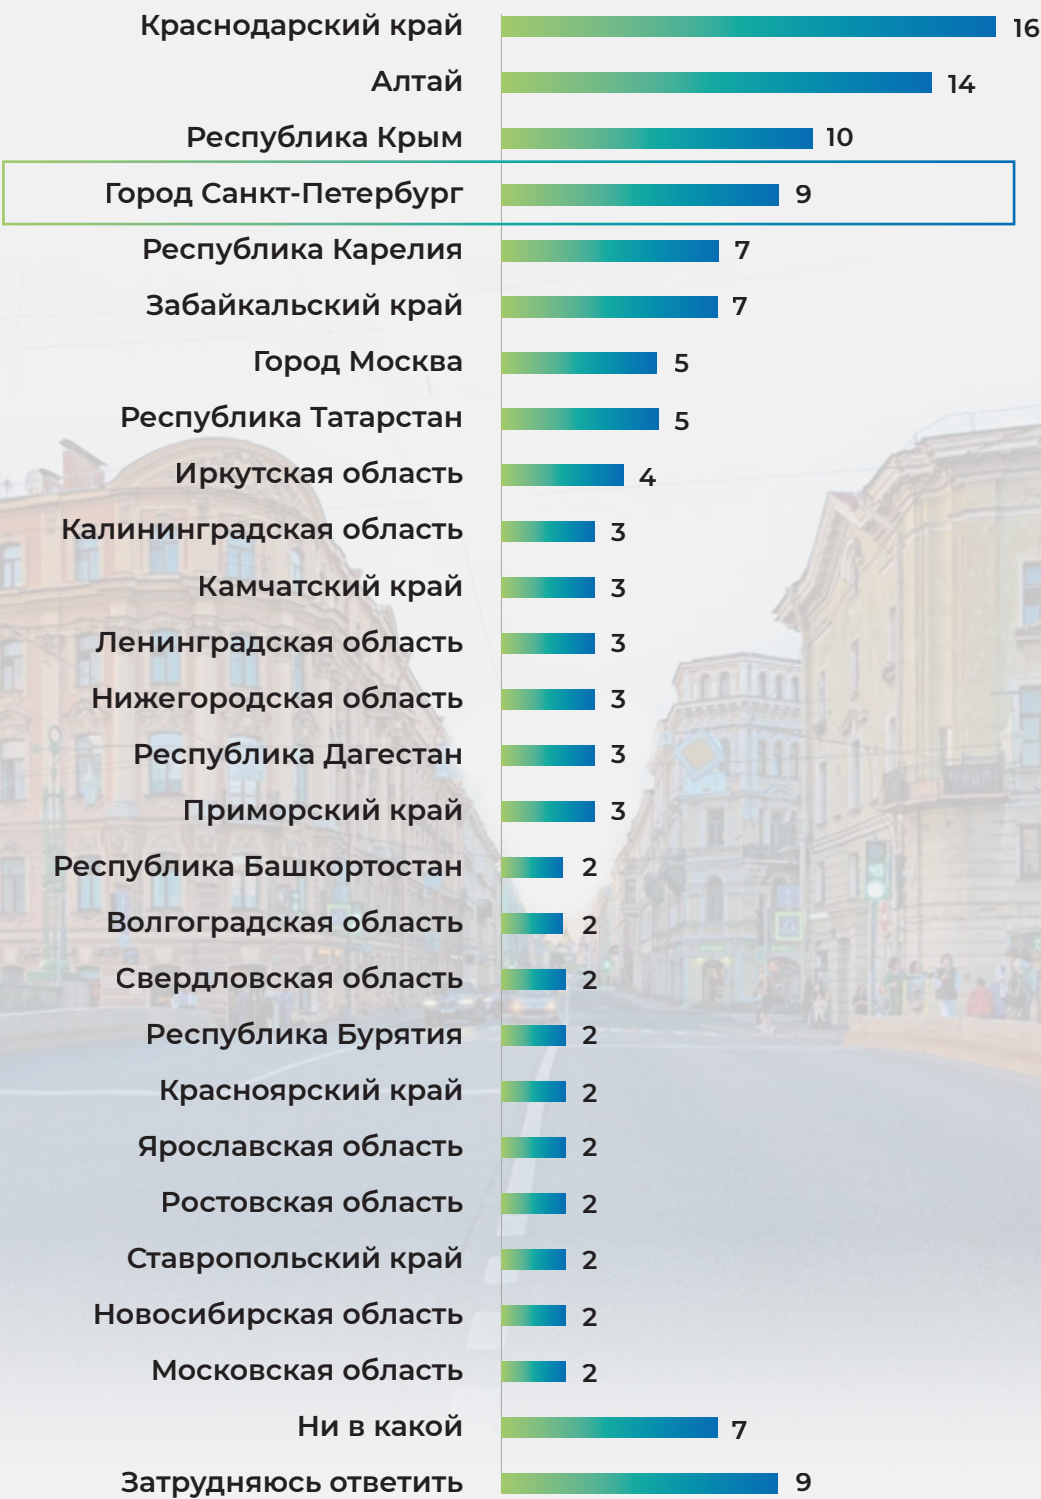 Краснодарский край 16
Алтай 14
Республика Крым 10
Город Санкт-Петербург 9
Республика Карелия 7
Забайкальский край 7
Город Москва 5
Республика Татарстан 5
Иркутская область 4
Калининградская область 3
Камчатский край 3
Ленинградская область 3
Нижегородская область 3
Республика Дагестан 3
Приморский край 3
Республика Башкортостан 2
Волгоградская область 2
Свердловская область 2
Республика Бурятия 2
Красноярский край 2
Ярославская область 2
Ростовская область 2
Ставропольский край 2
Новосибирская область 2
Московская область 2
Ни в какой 7
Затрудняюсь ответить 9